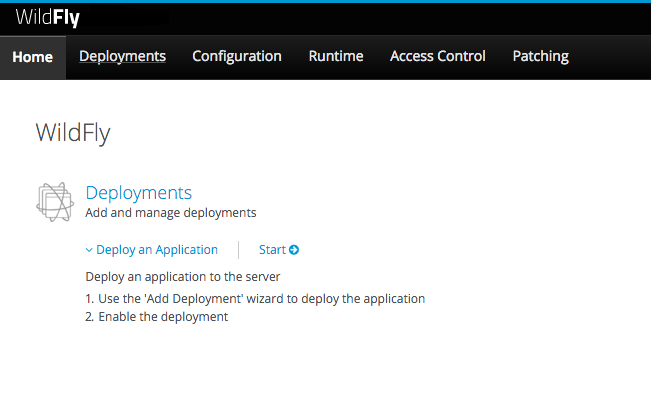 WildFly
Home Deployments Configuration Runtime Access Control Patching
WildFly
Deployments
Add and manage deployments
Deploy an Application Start
Deploy an application to the server
1. Use the 'Add Deployment' wizard to deploy the application
2. Enable the deployment